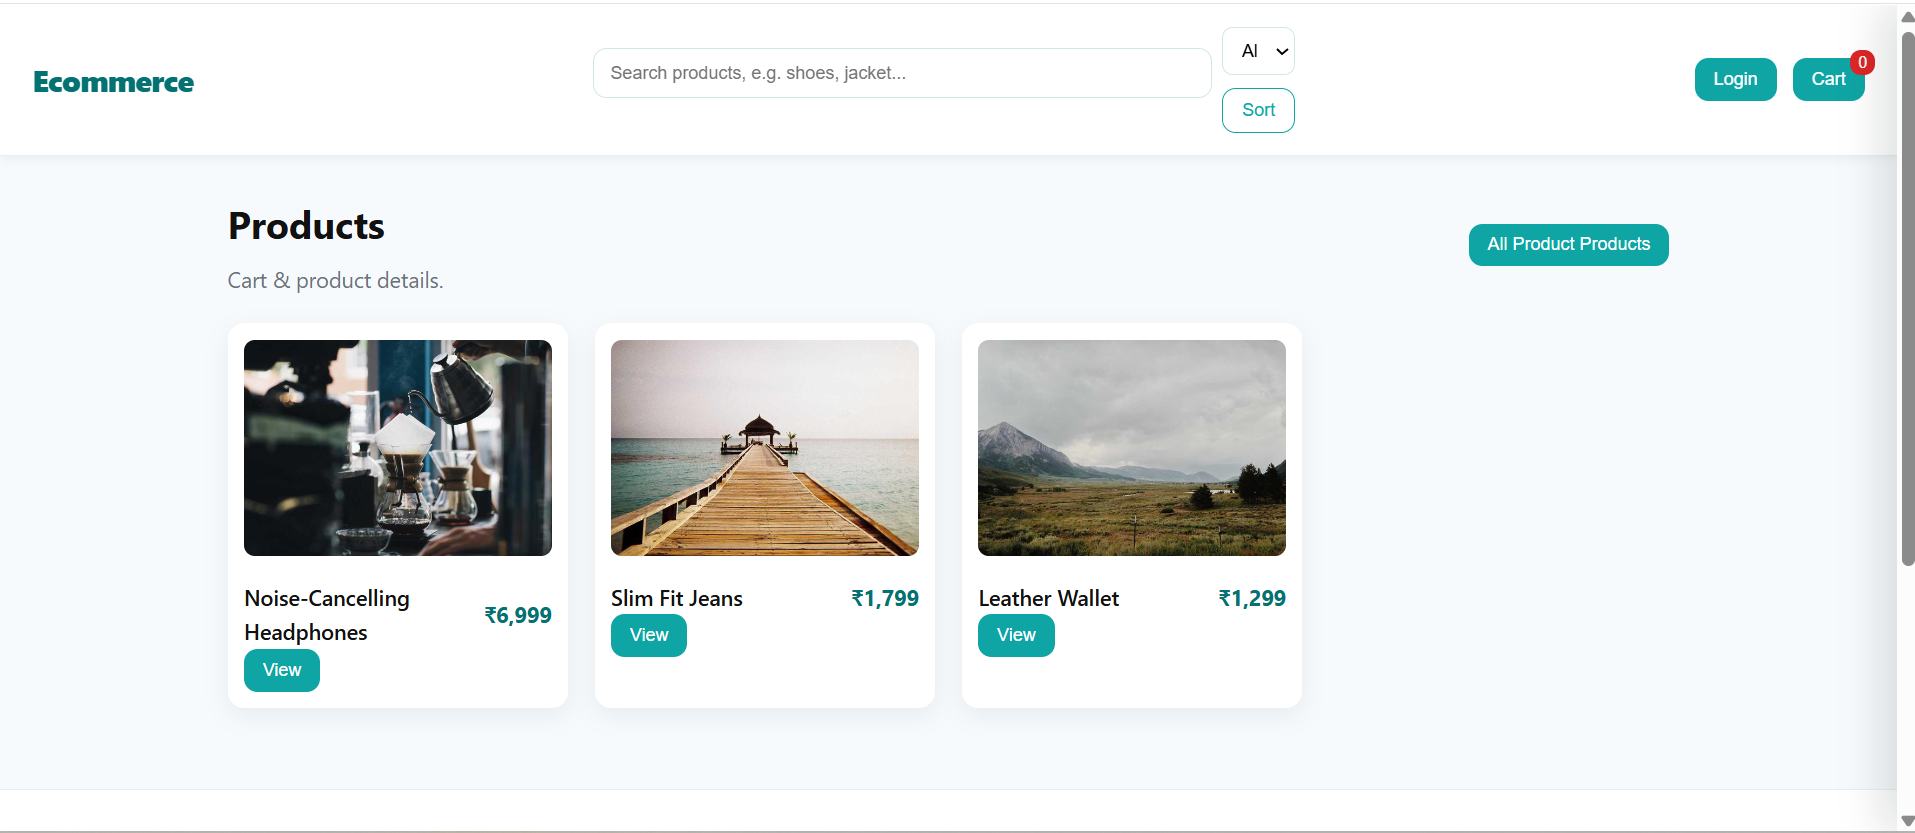 Ecommerce
Search products, e.g. shoes, jacket...
Al
Sort
Login
Cart
0
Products
All Product Products
Cart & product details.
Noise-Cancelling
Headphones
₹6,999
View
Slim Fit Jeans
₹1,799
View
Leather Wallet
₹1,299
View